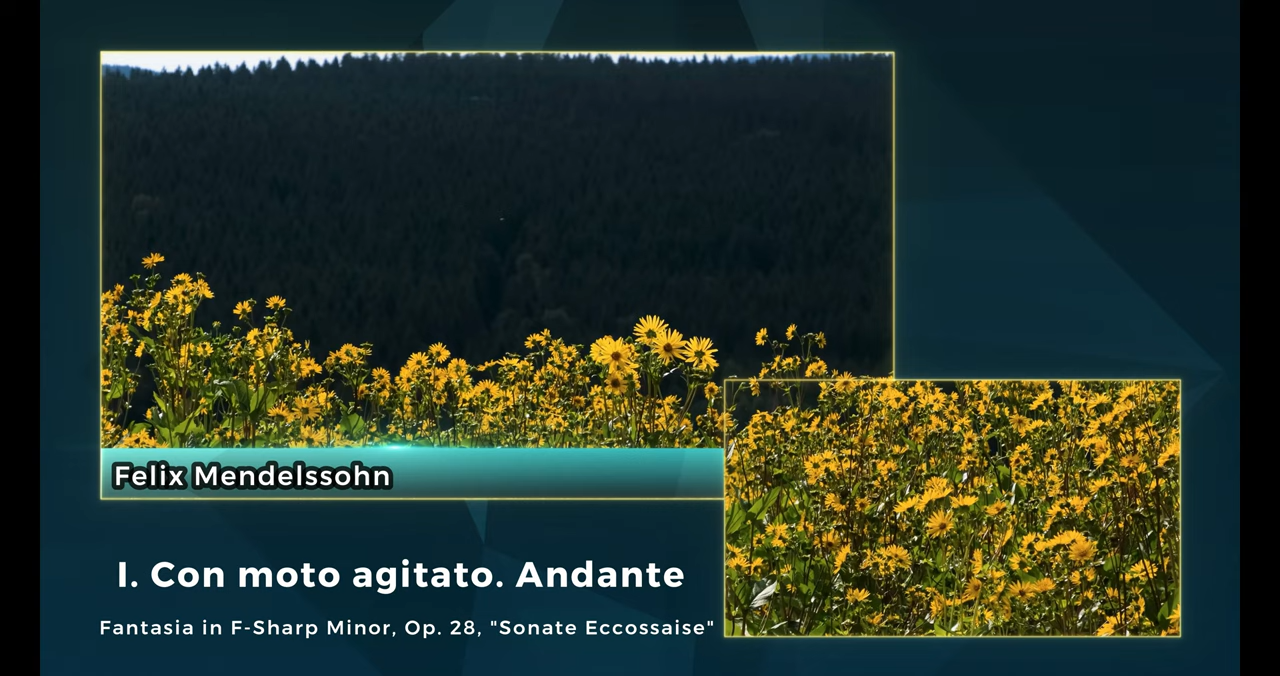 Felix Mendelssohn
I. Con moto agitato. Andante
Fantasia in F-Sharp Minor, Op. 28, "Sonate Eccossaise"